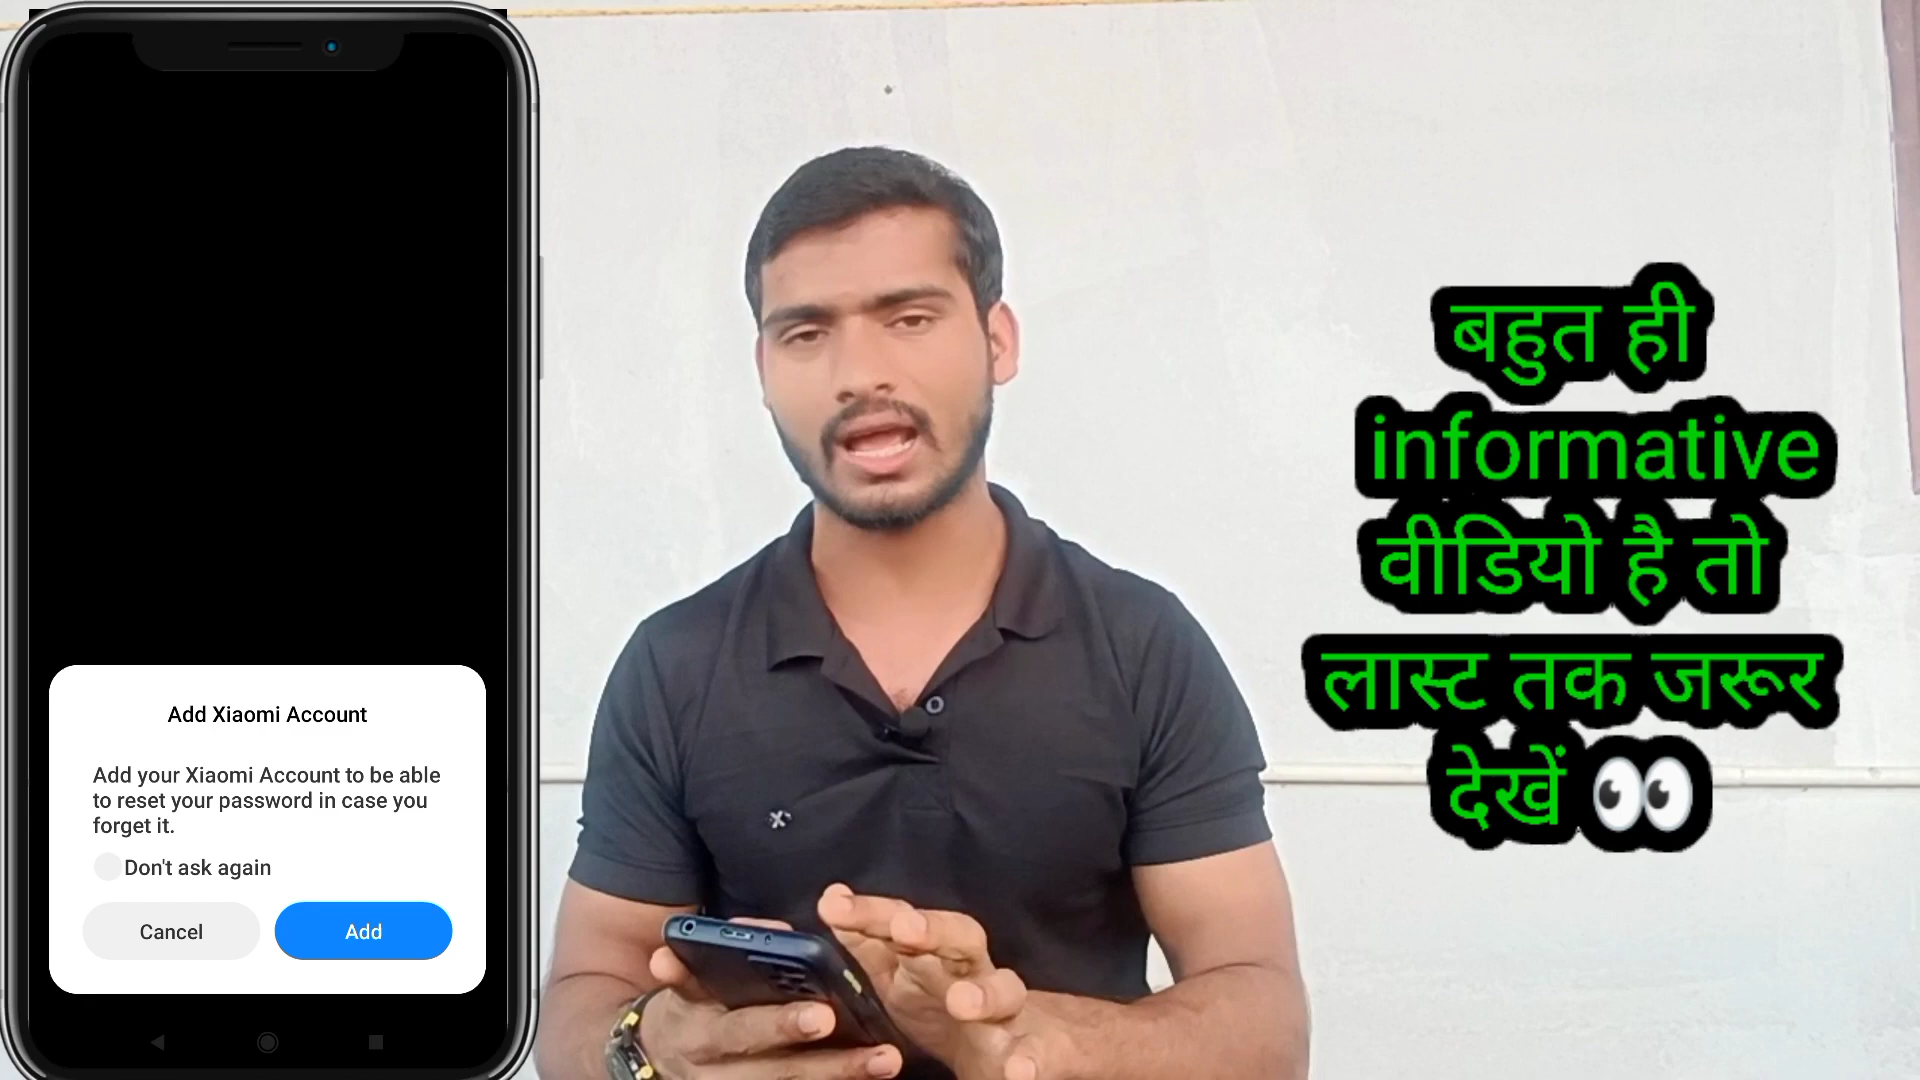 Add Xiaomi Account
Add your Xiaomi Account to be able
to reset your password in case you
forget it.
Don't ask again
Cancel
Add
बहुत ही
informative
वीडियो है तो
लास्ट तक जरूर
देखें 👀